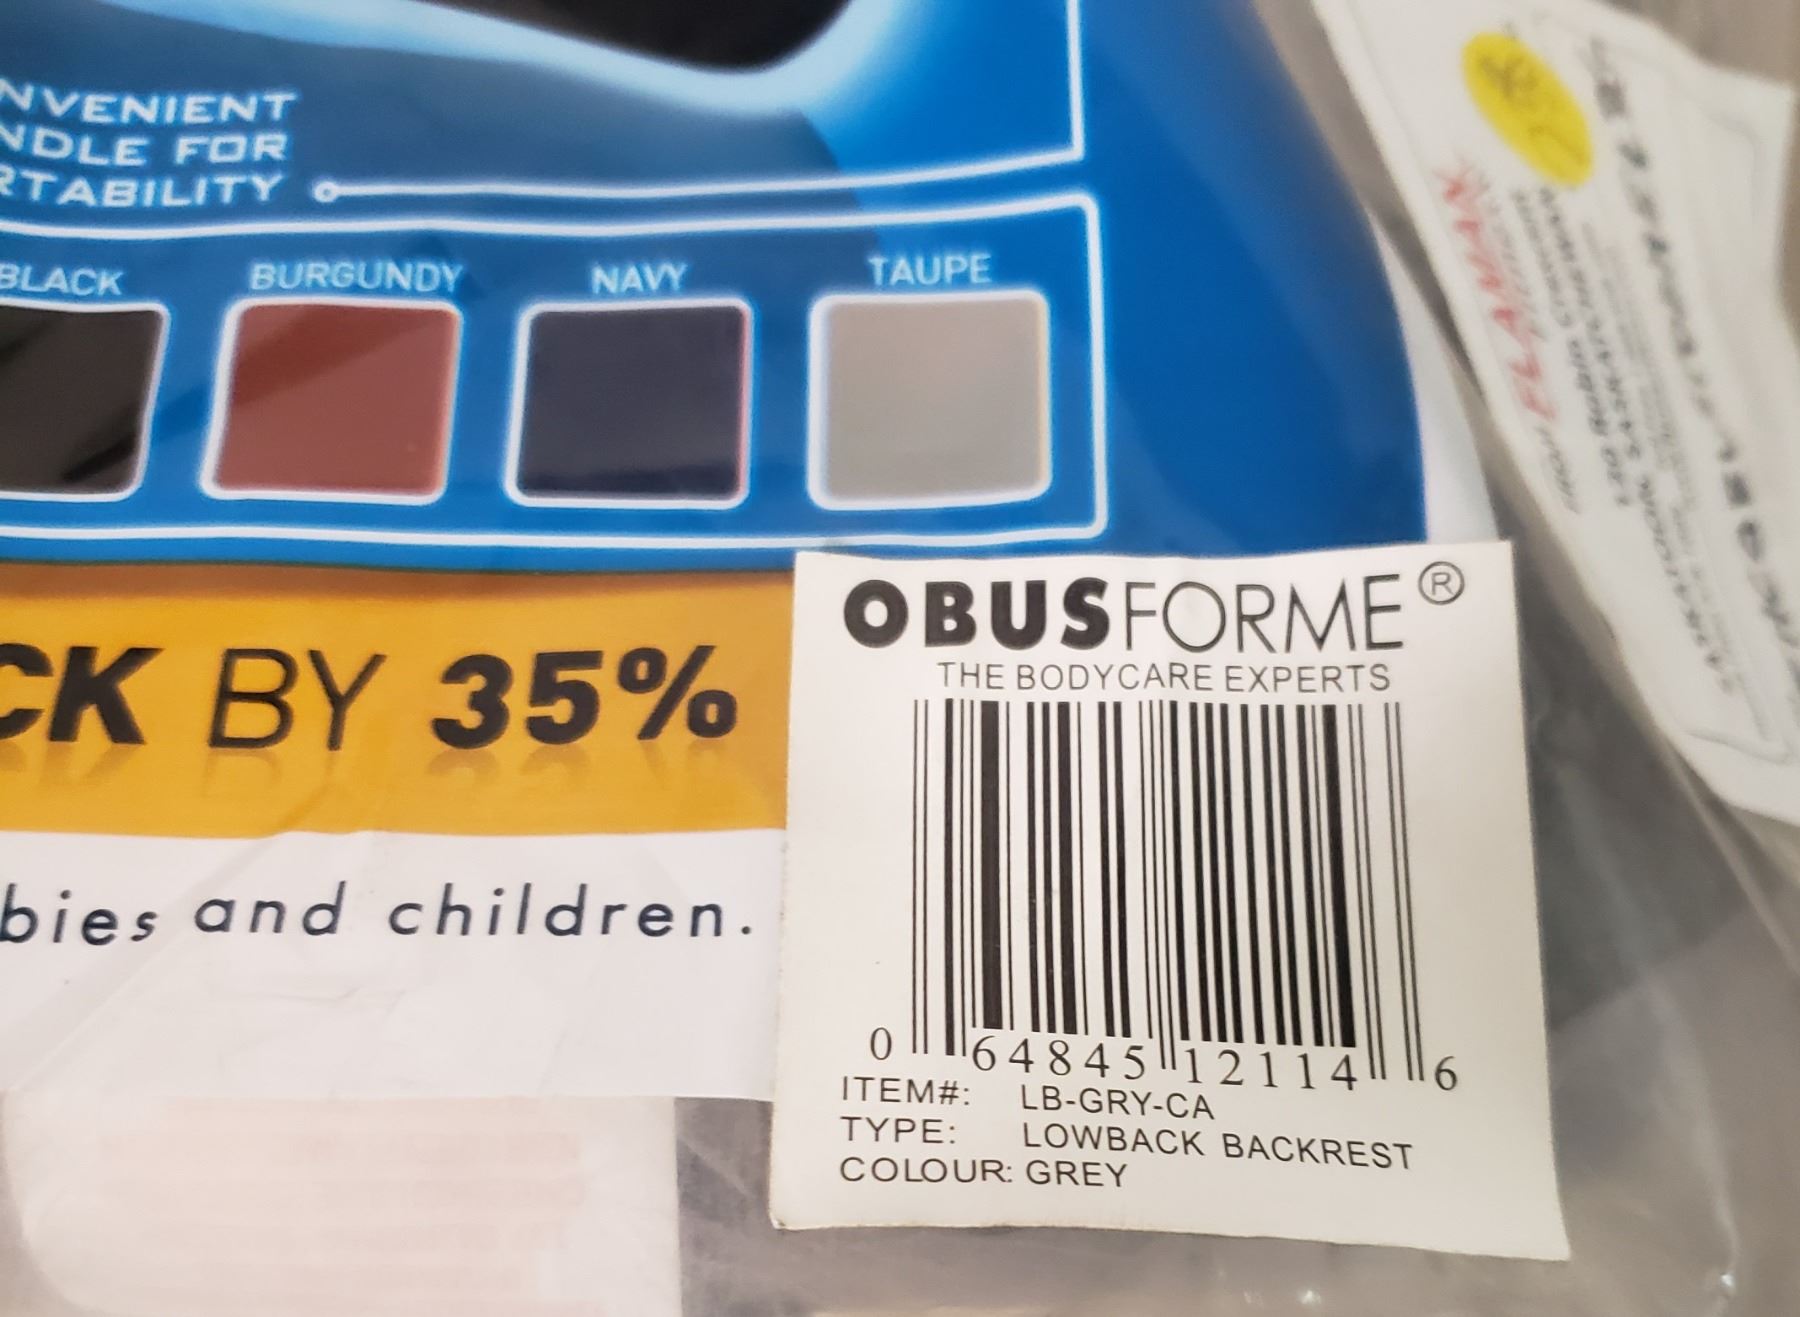 NVENIENT
NDLE FOR
RTABILITY
BLACK BURGUNDY NAVY TAUPE
CK BY 35%
bies and children.
OBUSFORME®
THE BODYCARE EXPERTS
0 64845 12114 6
ITEM#: LB-GRY-CA
TYPE: LOWBACK BACKREST
COLOUR: GREY